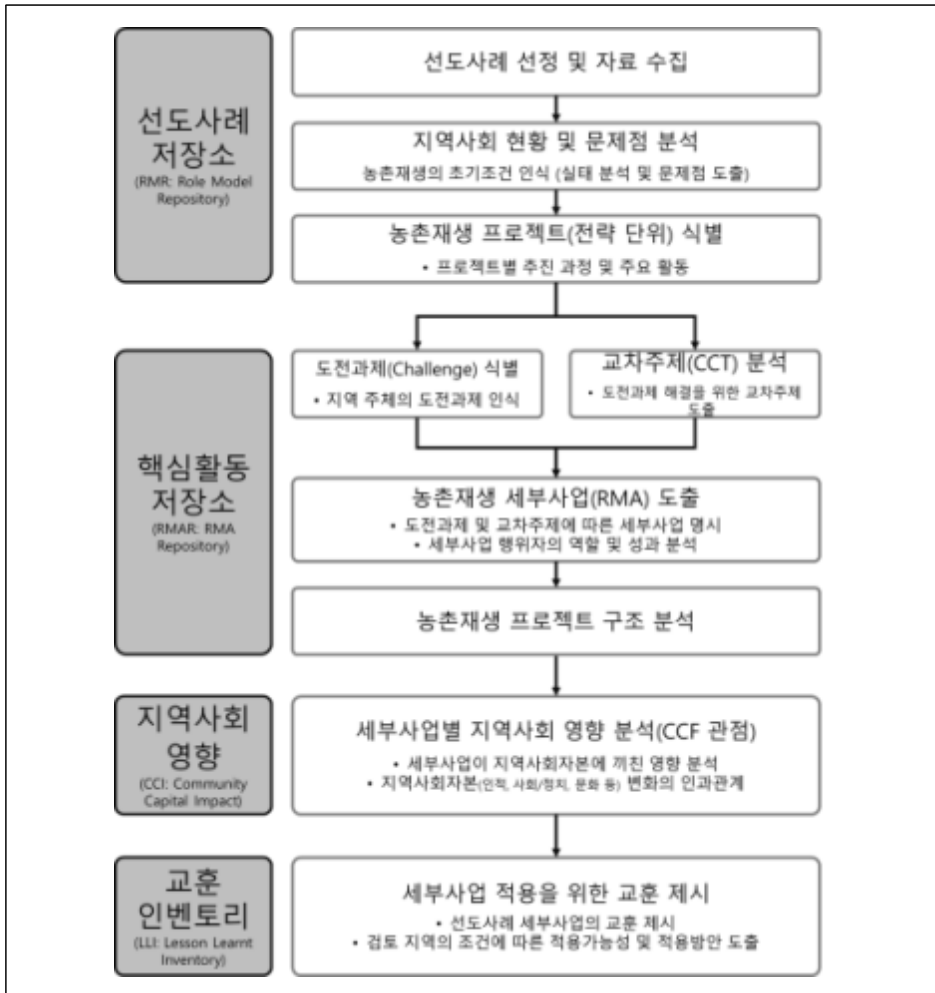 선도사례
저장소
(RMR: Role Model
Repository)
선도사례 선정 및 자료 수집
지역사회 현황 및 문제점 분석
농촌재생의 초기조건 인식 (실태 분석 및 문제점 도출)
농촌재생 프로젝트(전략 단위) 식별
• 프로젝트별 추진 과정 및 주요 활동
핵심활동
저장소
(RMAR: RMA
Repository)
도전과제(Challenge) 식별
• 지역 주체의 도전과제 인식
교차주제(CCT) 분석
• 도전과제 해결을 위한 교차주제
도출
농촌재생 세부사업(RMA) 도출
• 도전과제 및 교차주제에 따른 세부사업 명시
• 세부사업 행위자의 역할 및 성과 분석
농촌재생 프로젝트 구조 분석
지역사회
영향
(CCI: Community
Capital Impact)
세부사업별 지역사회 영향 분석(CCF 관점)
• 세부사업이 지역사회자본에 끼친 영향 분석
• 지역사회자본(인적, 사회/정치, 문화 등) 변화의 인과관계
교훈
인벤토리
(LLI: Lesson Learnt
Inventory)
세부사업 적용을 위한 교훈 제시
• 선도사례 세부사업의 교훈 제시
• 검토 지역의 조건에 따른 적용가능성 및 적용방안 도출